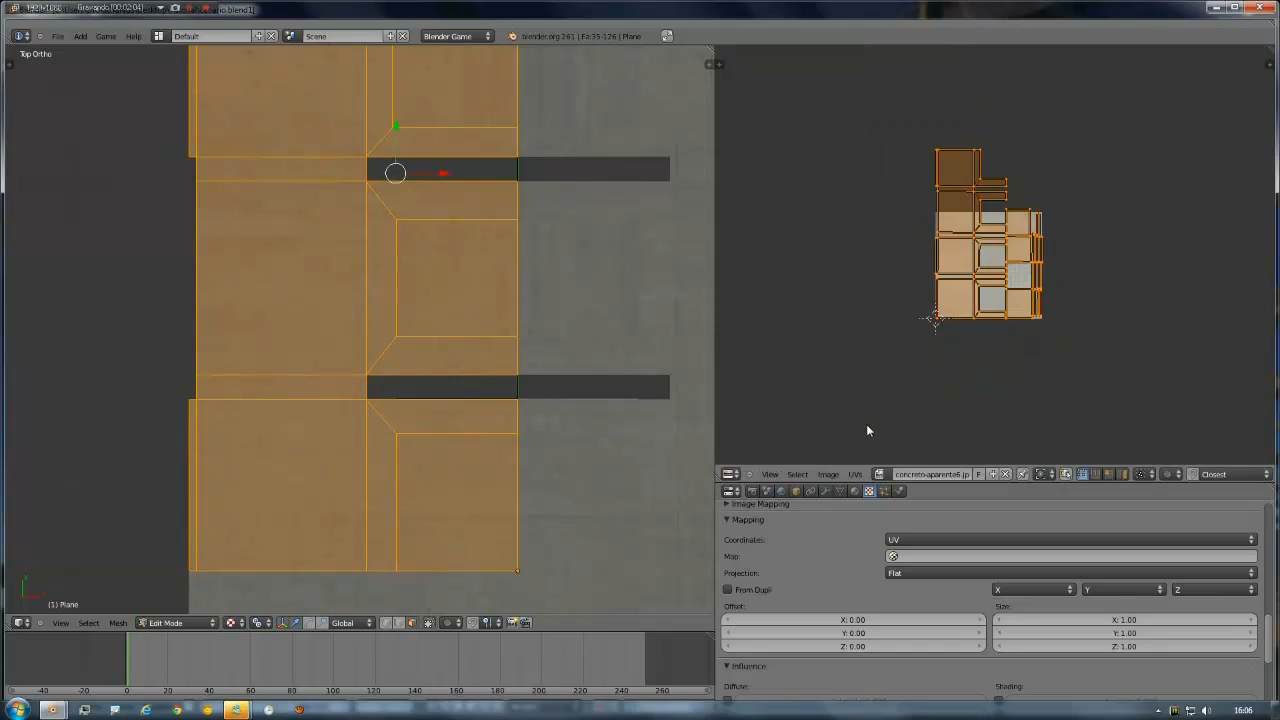 1920x1080 Gravando [00:02:04] cenario.blend1]
File Add Game Help Default Scene Blender Game blender.org 261 | Fa:35-126 | Plane
Top Ortho
(1) Plane
View Select Mesh Edit Mode Global
-40 -20 0 20 40 60 80 100 120 140 160 180 200 220 240 260
View Select Image UVs concreto-aparente6.jp F Closest
Image Mapping
Mapping
Coordinates: UV
Map:
Projection: Flat
From Dupli X Y Z
Offset: Size:
X: 0.00 X: 1.00
Y: 0.00 Y: 1.00
Z: 0.00 Z: 1.00
Influence
Diffuse: Shading:
16:06